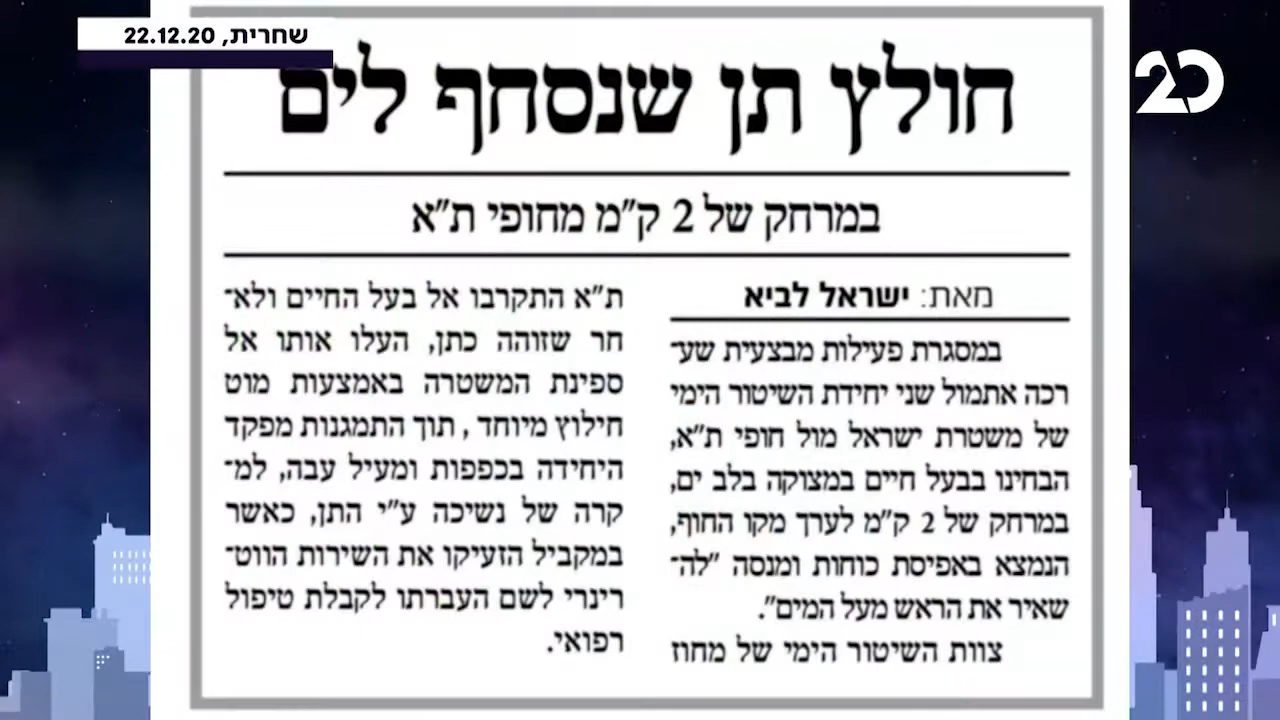 שחרית, 22.12.20
20
חולץ תן שנסחף לים
במרחק של 2 ק"מ מחופי ת"א
מאת: ישראל לביא
במסגרת פעילות מבצעית שע־
רכה אתמול שני יחידת השיטור הימי
של משטרת ישראל מול חופי ת"א,
הבחינו בבעל חיים במצוקה בלב ים,
במרחק של 2 ק"מ לערך מקו החוף,
הנמצא באפיסת כוחות ומנסה "לה־
שאיר את הראש מעל המים".
צוות השיטור הימי של מחוז
ת"א התקרבו אל בעל החיים ולא־
חר שזוהה כתן, העלו אותו אל
ספינת המשטרה באמצעות מוט
חילוץ מיוחד , תוך התמגנות מפקד
היחידה בכפפות ומעיל עבה, למ־
קרה של נשיכה ע"י התן, כאשר
במקביל הזעיקו את השירות הווט־
רינרי לשם העברתו לקבלת טיפול
רפואי.